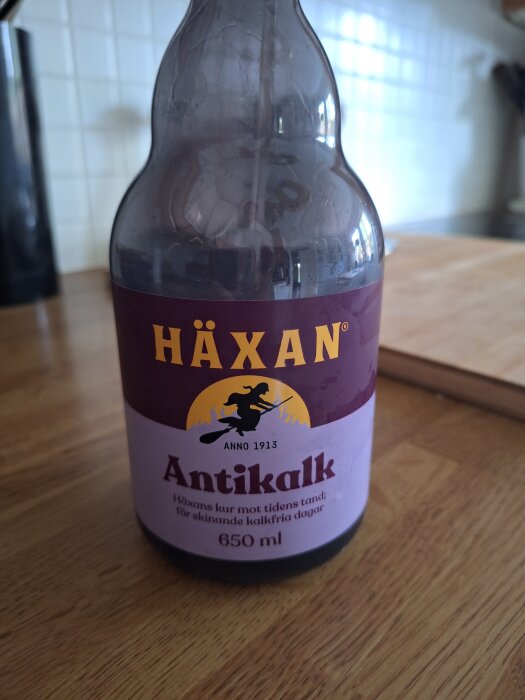 HÄXAN®
ANNO 1913
Antikalk
Häxans kur mot tidens tand;
för skinande kalkfria dagar
650 ml